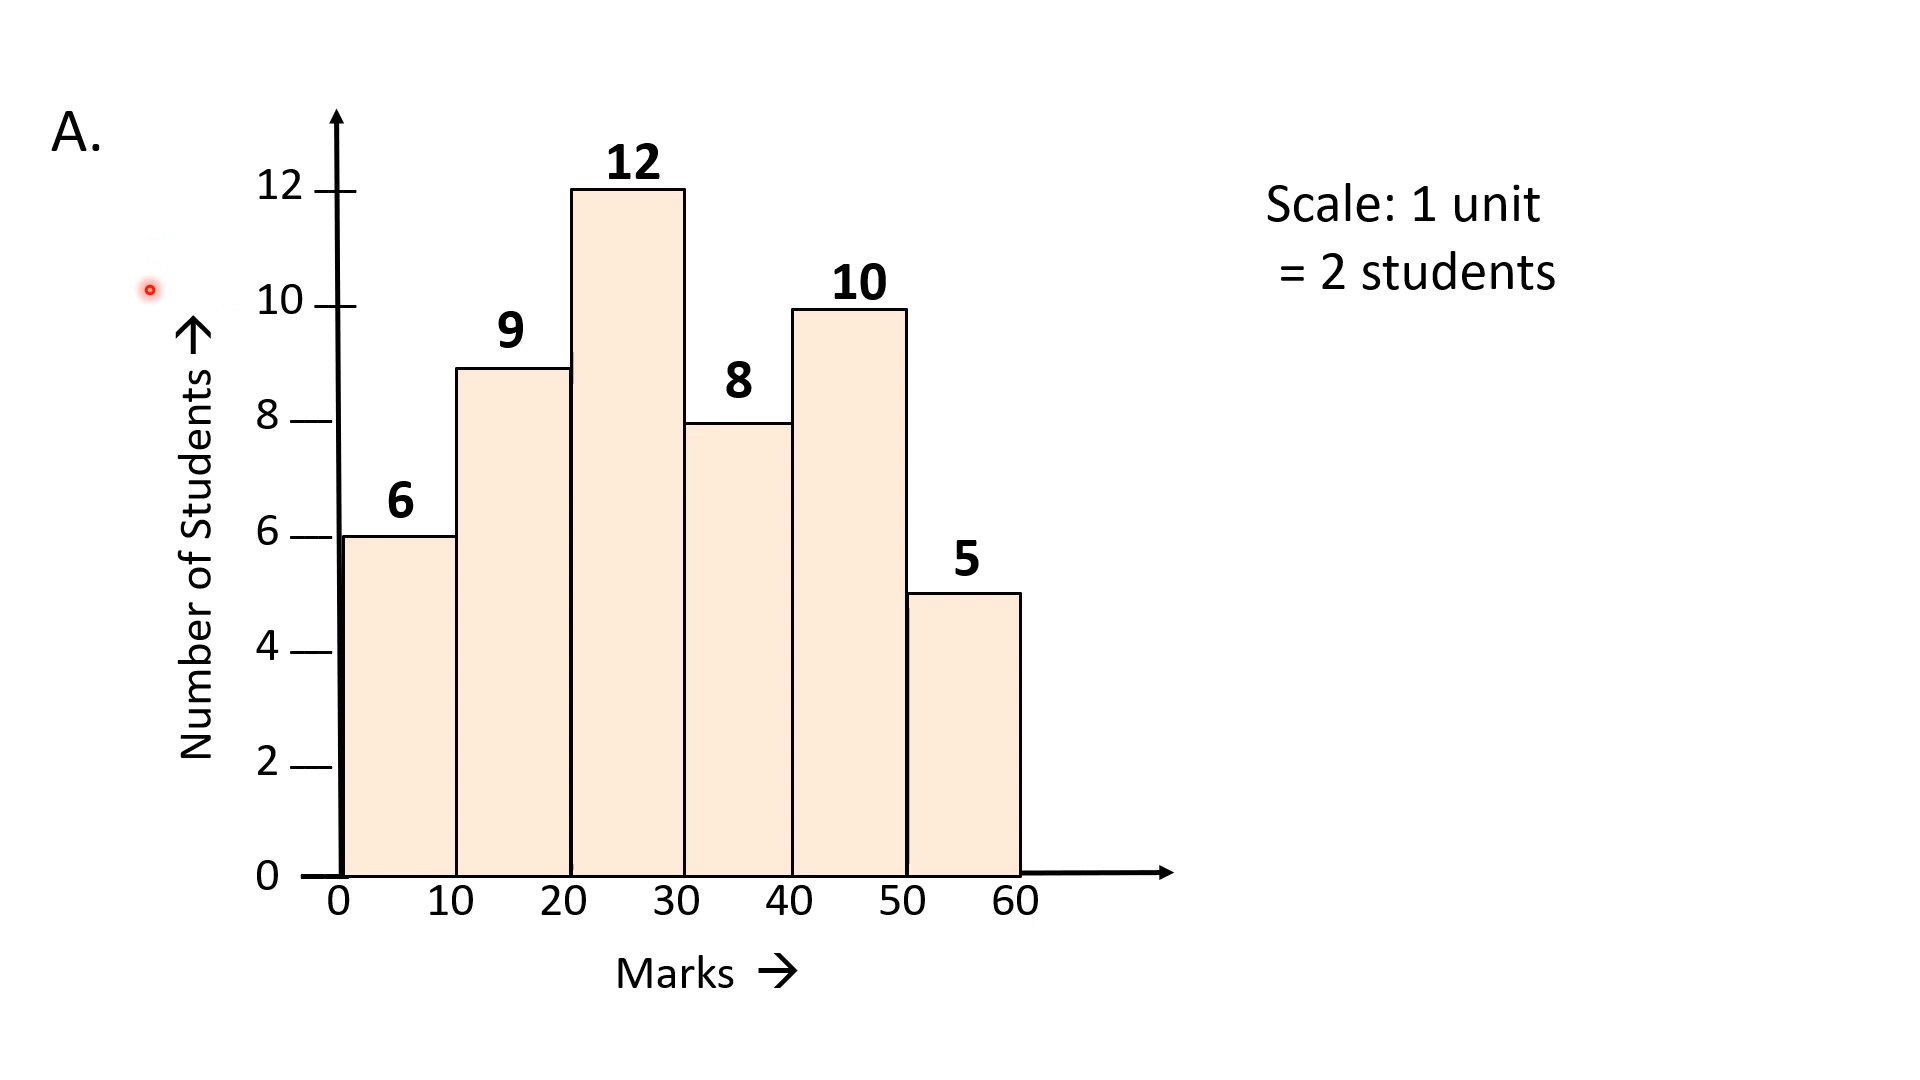 A.
Scale: 1 unit
= 2 students
Number of Students →
12
10
8
6
4
2
0
6
9
12
8
10
5
0 10 20 30 40 50 60
Marks →